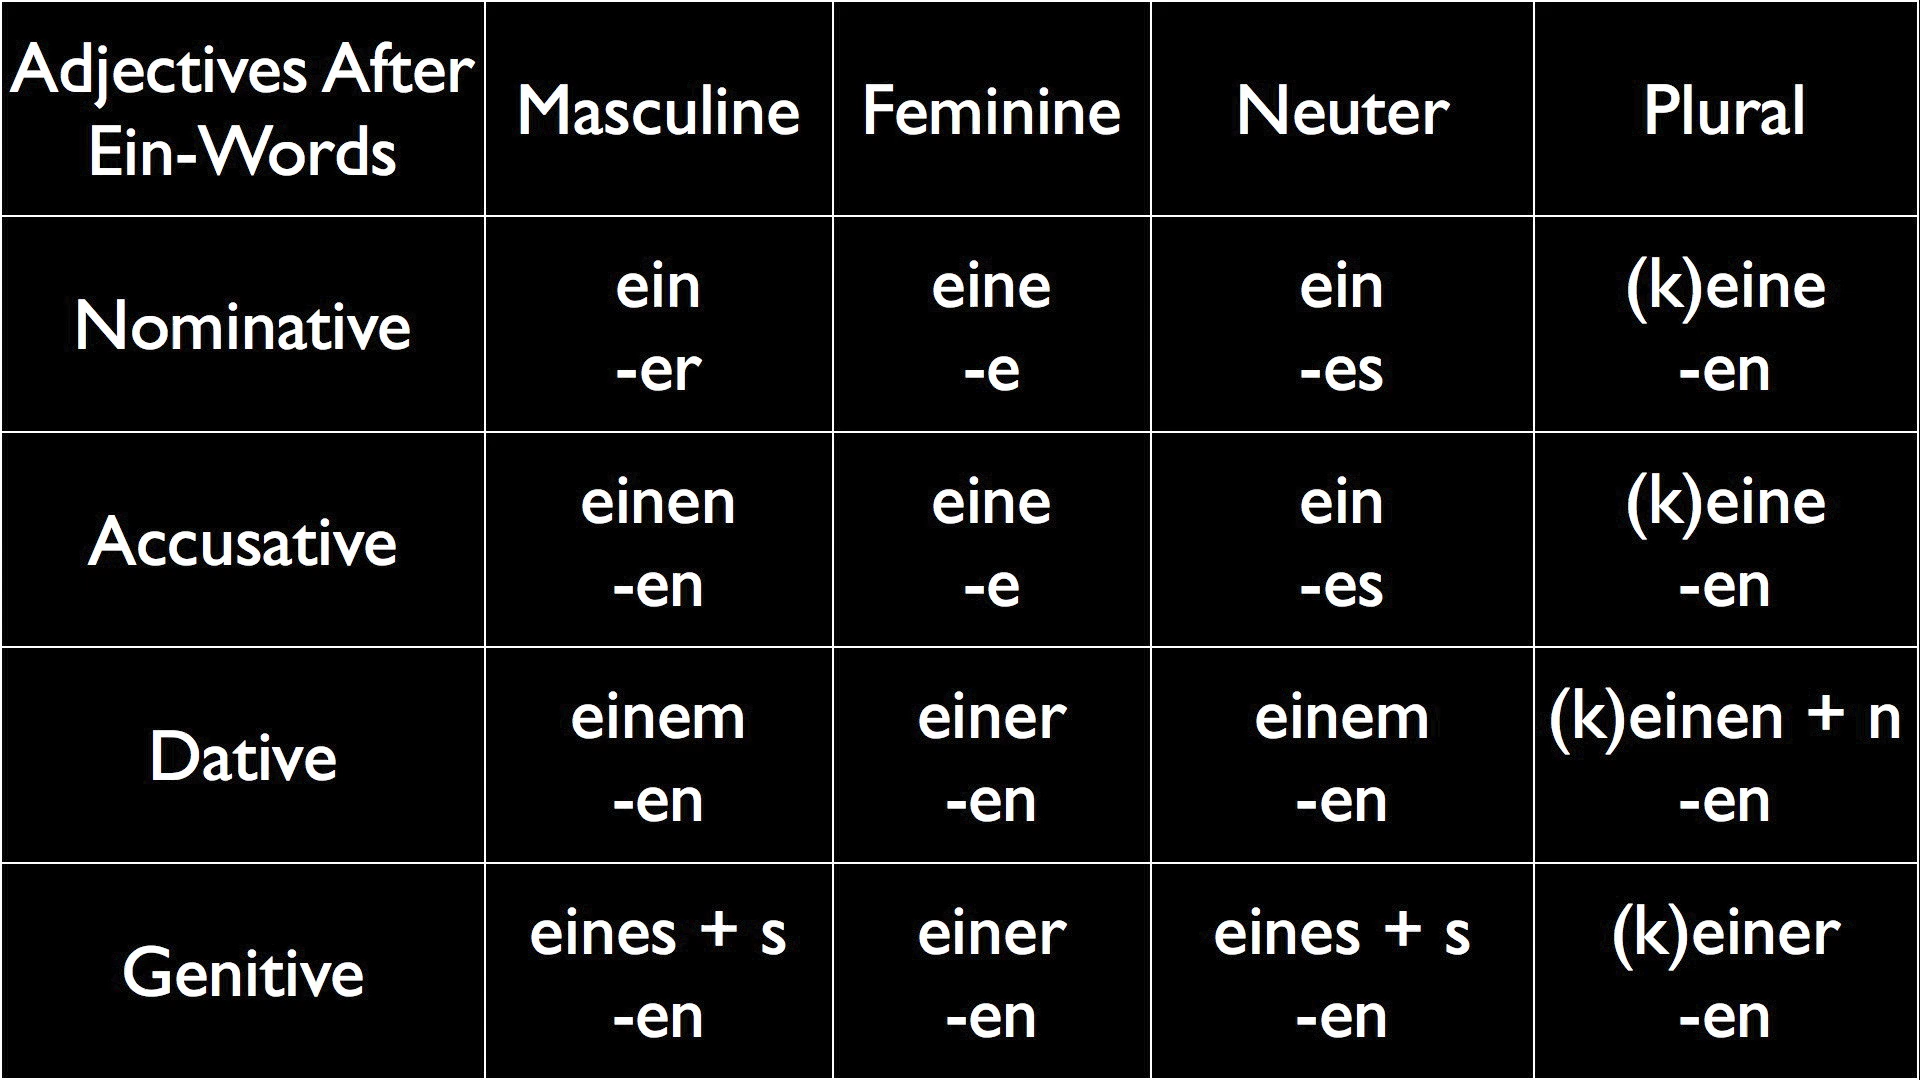 Adjectives After
Ein-Words
Masculine
Feminine
Neuter
Plural
Nominative
ein
-er
eine
-e
ein
-es
(k)eine
-en
Accusative
einen
-en
eine
-e
ein
-es
(k)eine
-en
Dative
einem
-en
einer
-en
einem
-en
(k)einen + n
-en
Genitive
eines + s
-en
einer
-en
eines + s
-en
(k)einer
-en